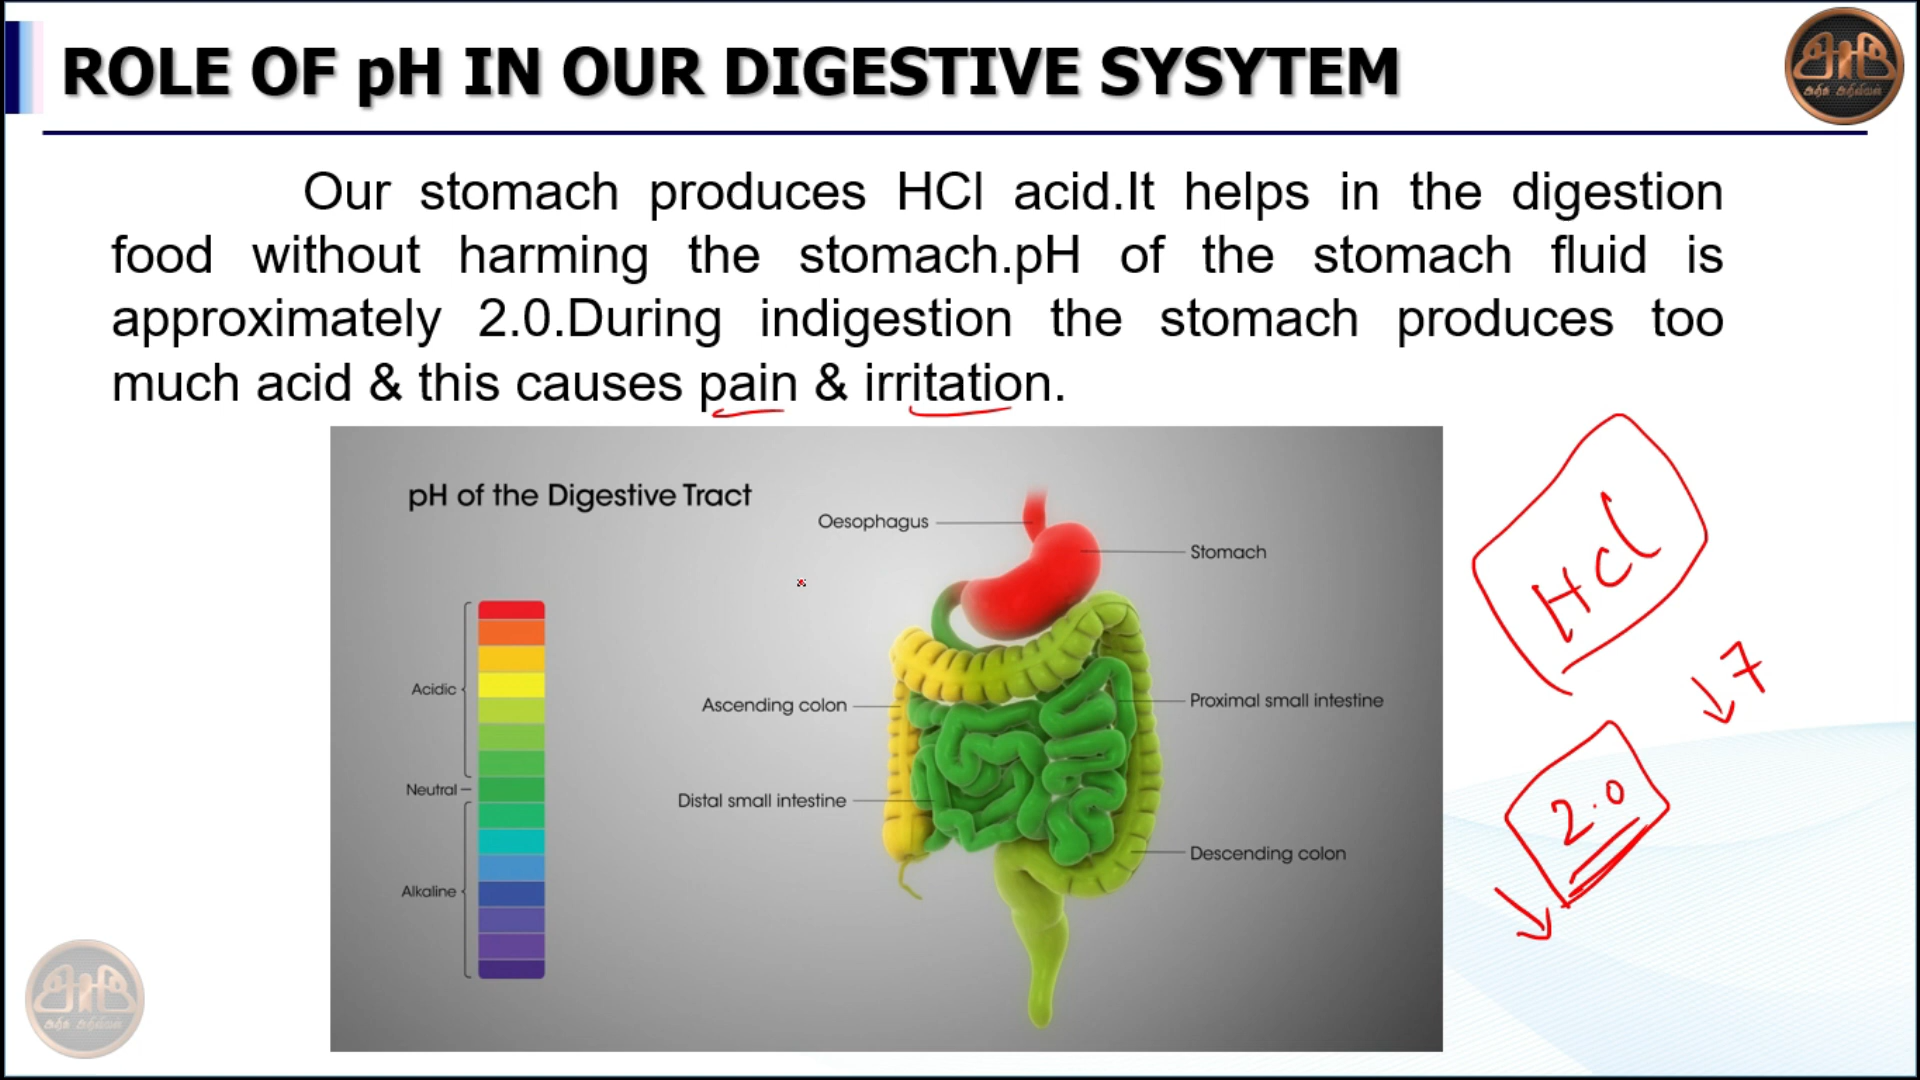 ROLE OF pH IN OUR DIGESTIVE SYSYTEM
Our stomach produces HCl acid.It helps in the digestion
food without harming the stomach.pH of the stomach fluid is
approximately 2.0.During indigestion the stomach produces too
much acid & this causes pain & irritation.
pH of the Digestive Tract
Oesophagus
Stomach
Acidic
Ascending colon
Proximal small intestine
Neutral
Distal small intestine
Descending colon
Alkaline
HCl
↓7
2.0
↓